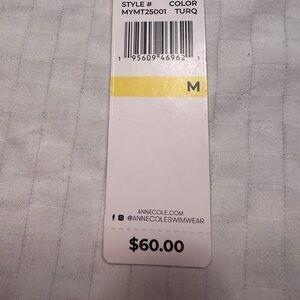 STYLE # COLOR
MYMT25001 TURQ
1 95609 46962 1
M
ANNECOLE.COM
@ANNECOLESWIMWEAR
$60.00